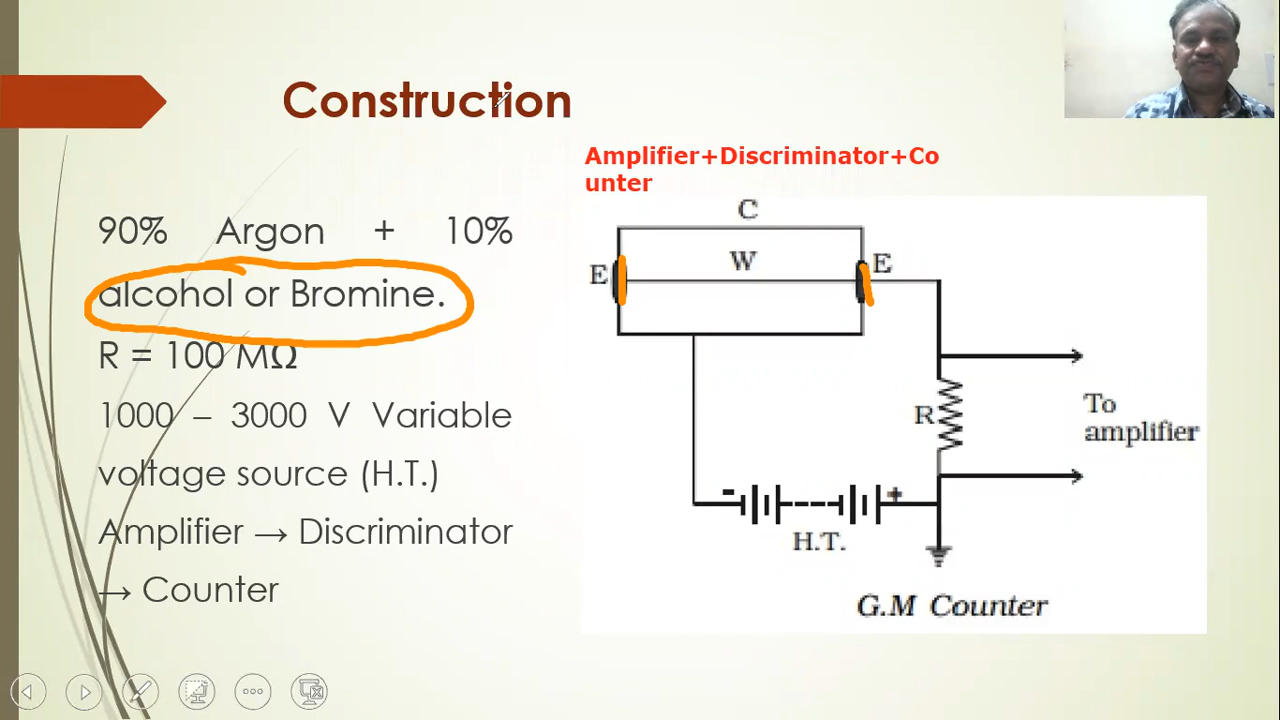 Construction
Amplifier+Discriminator+Co
unter
90% Argon + 10%
alcohol or Bromine.
R = 100 MΩ
1000 – 3000 V Variable
voltage source (H.T.)
Amplifier → Discriminator
→ Counter
C
E
W
E
R
To
amplifier
- +
H.T.
G.M Counter